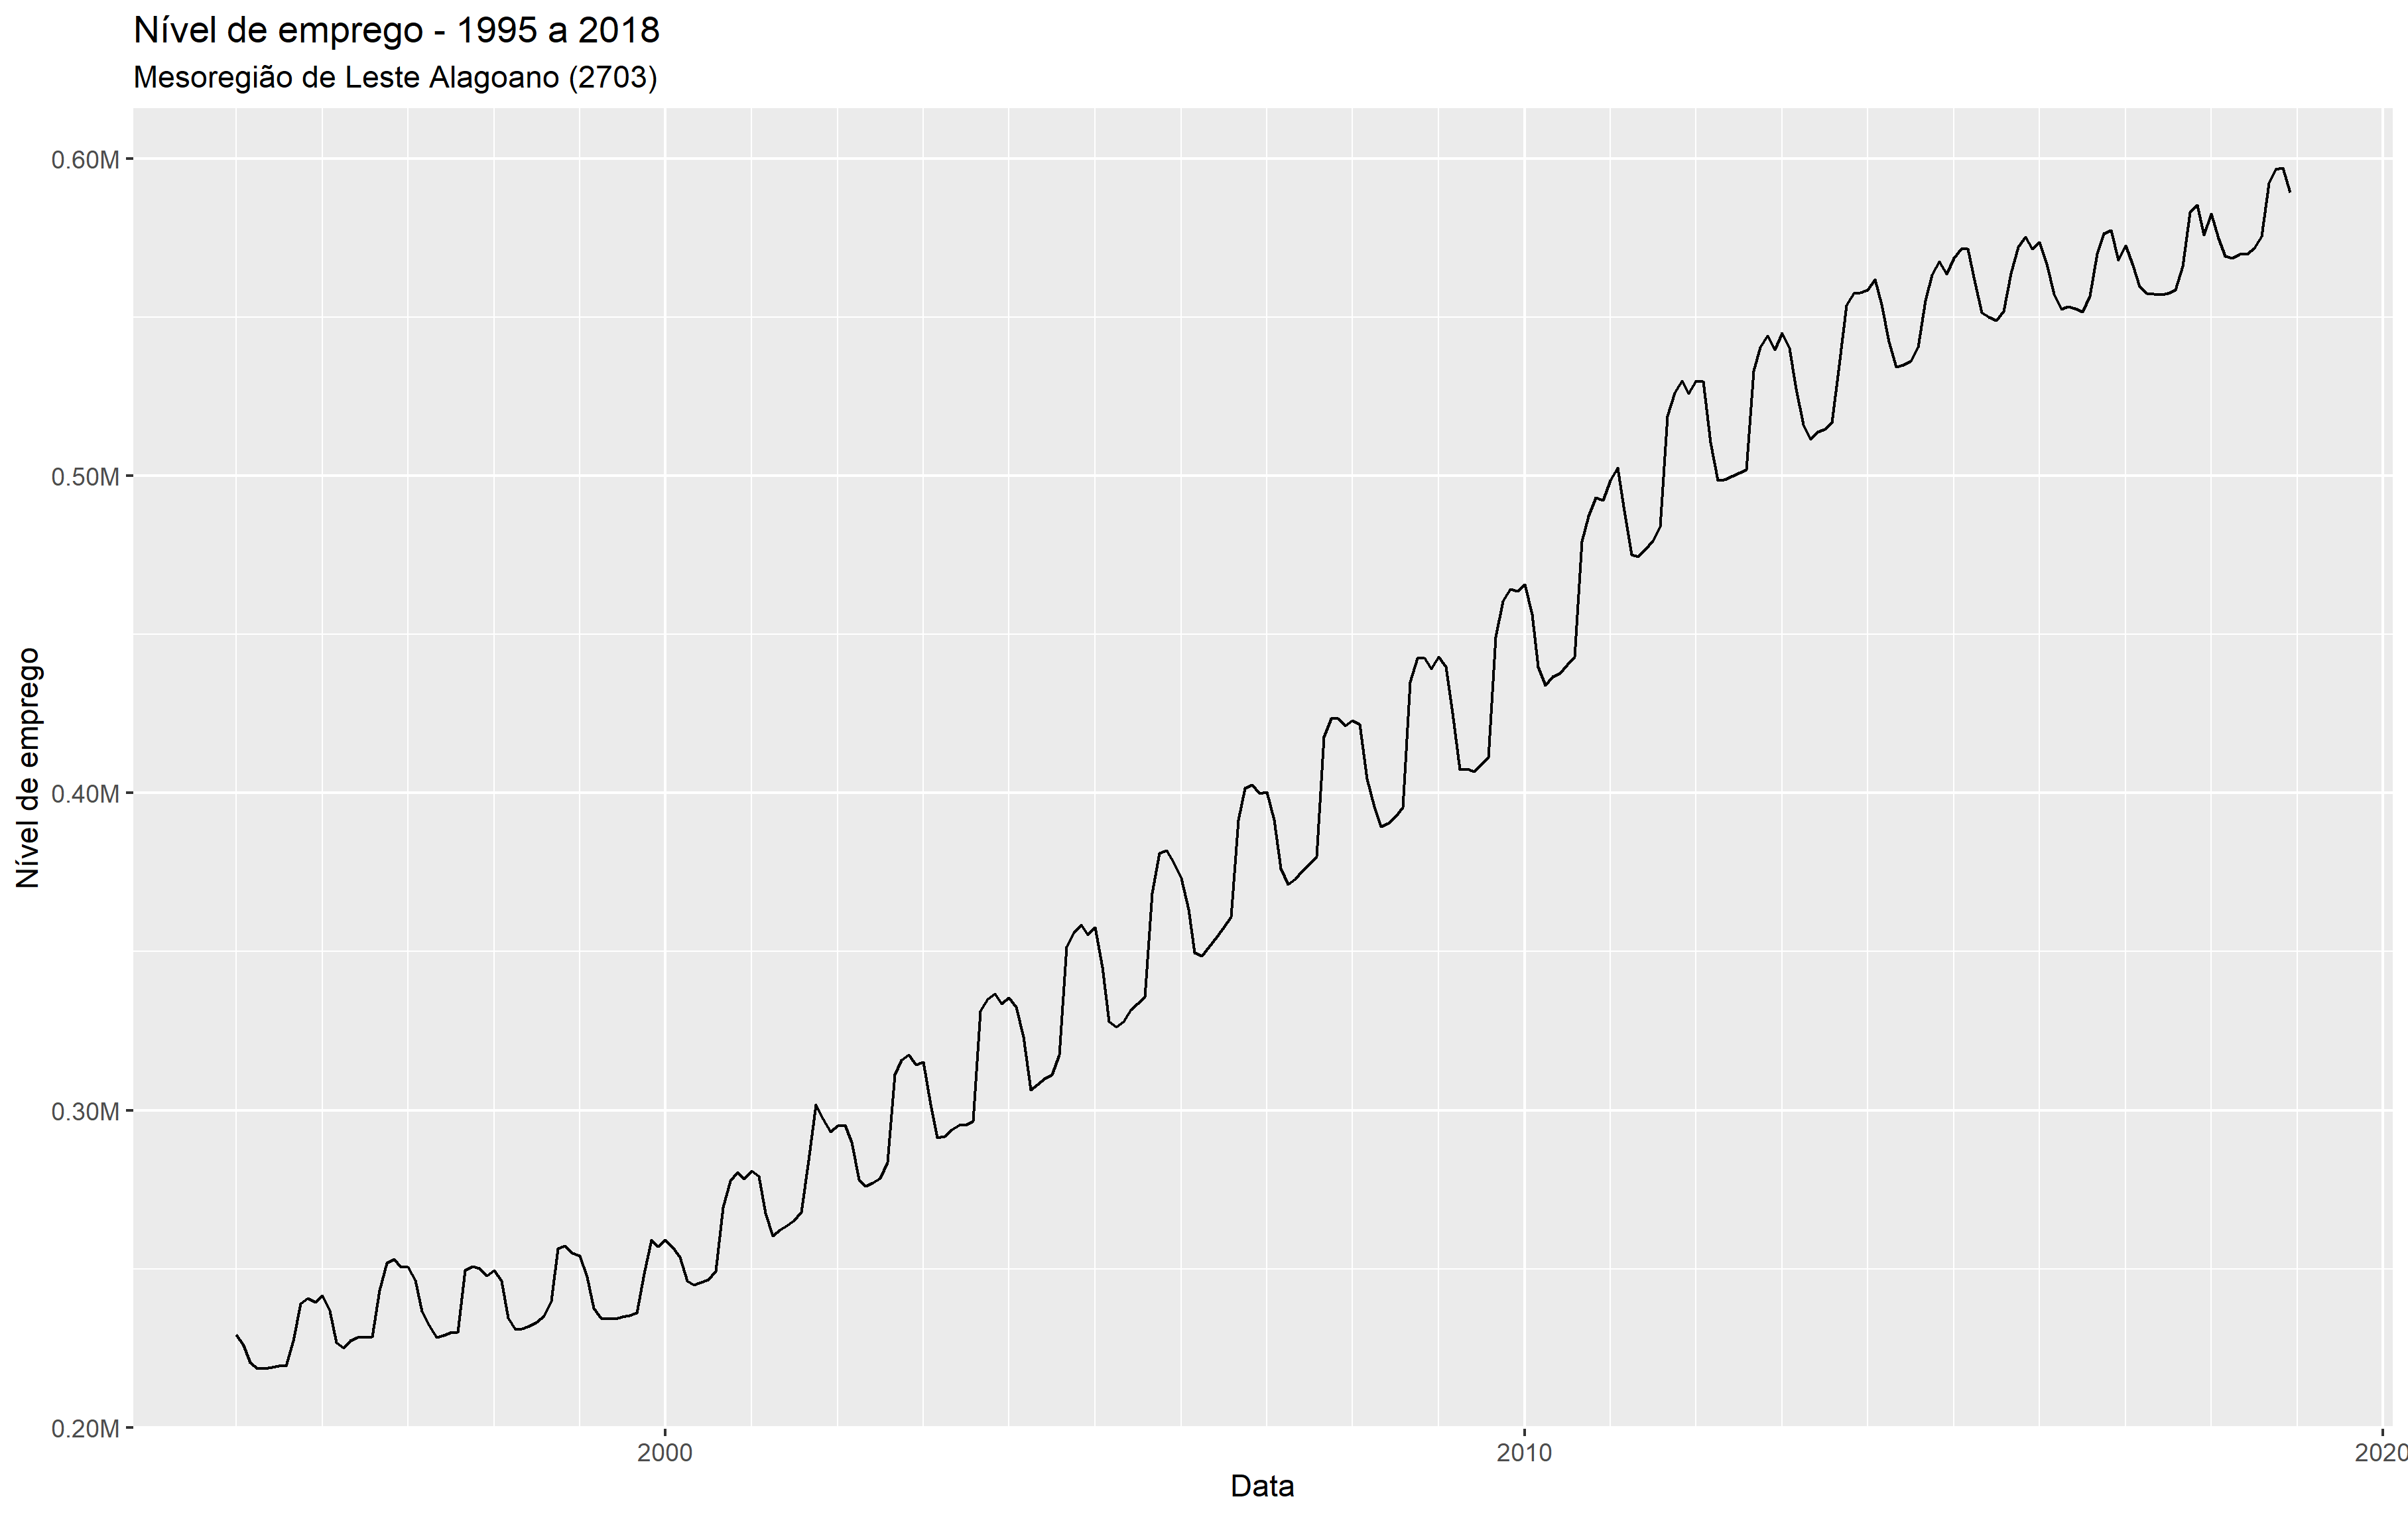 Nível de emprego - 1995 a 2018
Mesoregião de Leste Alagoano (2703)
Nível de emprego
0.60M
0.50M
0.40M
0.30M
0.20M
2000
2010
2020
Data